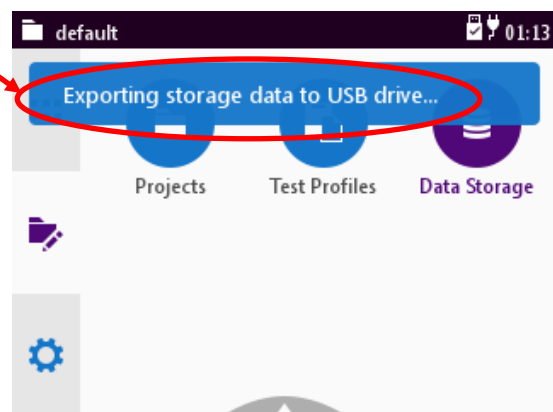 default 01:13
Exporting storage data to USB drive...
Projects Test Profiles Data Storage